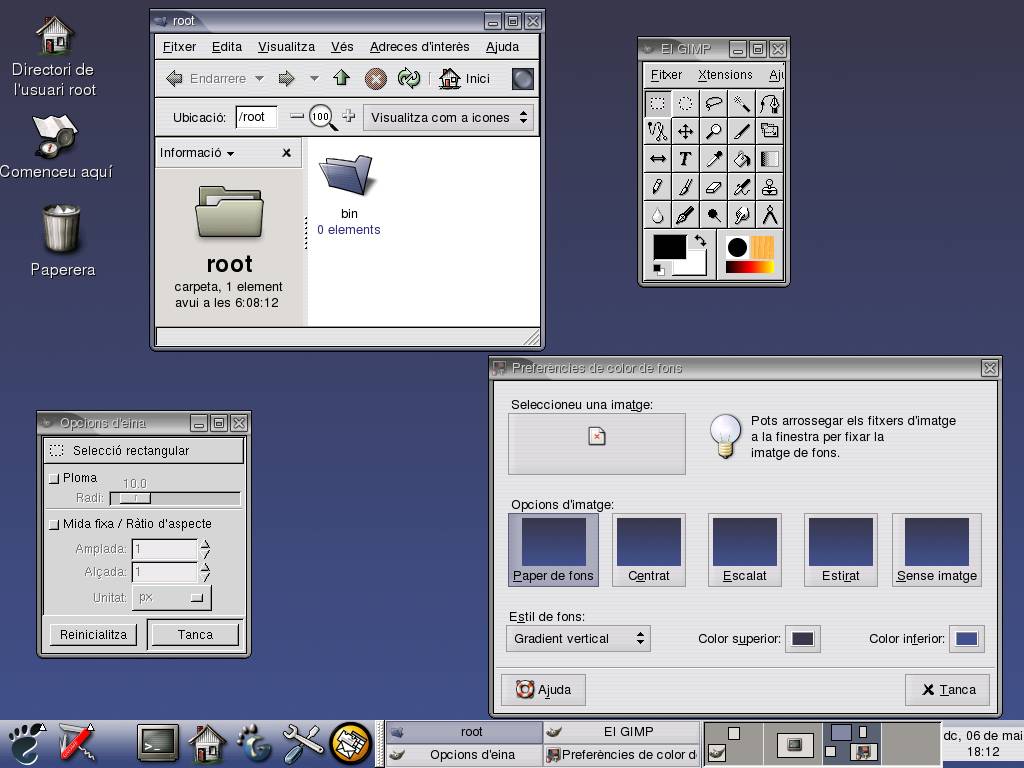 Directori de
l'usuari root
Comenceu aquí
Paperera
root
Fitxer Edita Visualitza Vés Adreces d'interès Ajuda
Endarrere Inici
Ubicació: /root 100 Visualitza com a icones
Informació
root
carpeta, 1 element
avui a les 6:08:12
bin
0 elements
El GIMP
Fitxer Xtensions Aju
Opcions d'eina
Selecció rectangular
Ploma
10.0
Radi:
Mida fixa / Ràtio d'aspecte
Amplada: 1
Alçada: 1
Unitat: px
Reinicialitza Tanca
Preferències de color de fons
Seleccioneu una imatge:
Pots arrossegar els fitxers d'imatge
a la finestra per fixar la
imatge de fons.
Opcions d'imatge:
Paper de fons Centrat Escalat Estirat Sense imatge
Estil de fons:
Gradient vertical Color superior: Color inferior:
Ajuda Tanca
root El GIMP
Opcions d'eina Preferències de color d
dc, 06 de mai
18:12